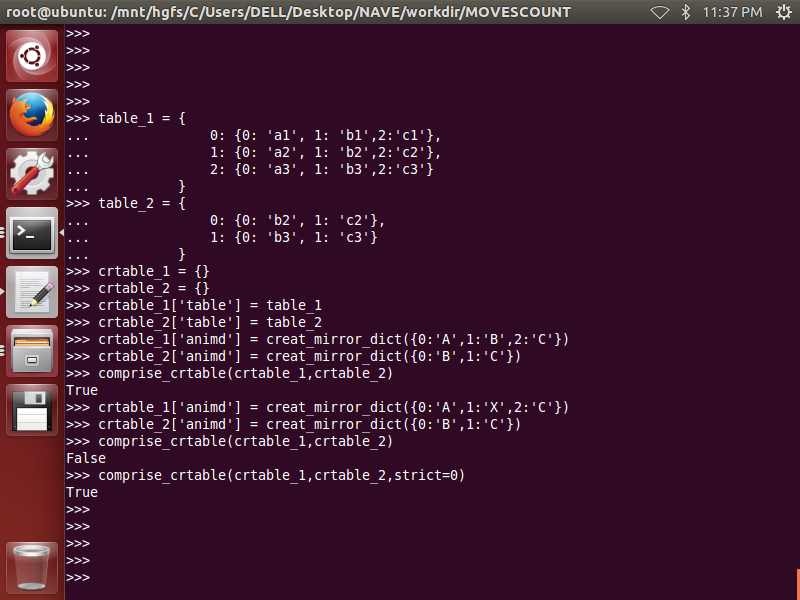 root@ubuntu: /mnt/hgfs/C/Users/DELL/Desktop/NAVE/workdir/MOVESCOUNT 11:37 PM
>>>
>>>
>>>
>>>
>>>
>>> table_1 = {
...               0: {0: 'a1', 1: 'b1',2:'c1'},
...               1: {0: 'a2', 1: 'b2',2:'c2'},
...               2: {0: 'a3', 1: 'b3',2:'c3'}
...           }
>>> table_2 = {
...               0: {0: 'b2', 1: 'c2'},
...               1: {0: 'b3', 1: 'c3'}
...           }
>>> crtable_1 = {}
>>> crtable_2 = {}
>>> crtable_1['table'] = table_1
>>> crtable_2['table'] = table_2
>>> crtable_1['animd'] = creat_mirror_dict({0:'A',1:'B',2:'C'})
>>> crtable_2['animd'] = creat_mirror_dict({0:'B',1:'C'})
>>> comprise_crtable(crtable_1,crtable_2)
True
>>> crtable_1['animd'] = creat_mirror_dict({0:'A',1:'X',2:'C'})
>>> crtable_2['animd'] = creat_mirror_dict({0:'B',1:'C'})
>>> comprise_crtable(crtable_1,crtable_2)
False
>>> comprise_crtable(crtable_1,crtable_2,strict=0)
True
>>>
>>>
>>>
>>>
>>>